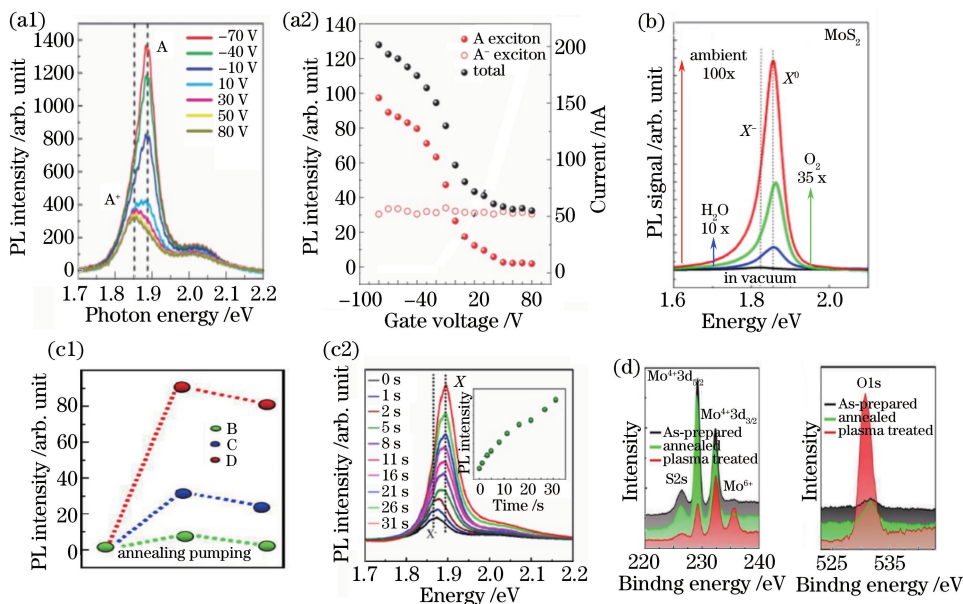 (a1)
PL intensity /arb. unit
1400
1200
1000
800
600
400
200
0
A
A⁺
−70 V
−40 V
−10 V
10 V
30 V
50 V
80 V
1.7 1.8 1.9 2.0 2.1 2.2
Photon energy /eV
(a2)
PL intensity /arb. unit
140
120
100
80
60
40
20
0
A exciton
A⁻ exciton
total
200
150
100
50
0
Current /nA
−100 −40 20 80
Gate voltage /V
(b)
PL signal /arb. unit
MoS₂
ambient
100x
X⁰
X⁻
O₂
35 x
H₂O
10 x
in vacuum
1.6 1.8 2.0
Energy /eV
(c1)
PL intensity /arb. unit
80
60
40
20
0
B
C
D
annealing pumping
(c2)
PL intensity /arb. unit
0 s
1 s
2 s
5 s
8 s
11 s
16 s
21 s
26 s
31 s
X
X
PL intensity
0 10 20 30
Time /s
1.7 1.8 1.9 2.0 2.1 2.2
Energy /eV
(d)
Intensity
Mo⁴⁺3d₅/₂
Mo⁴⁺3d₃/₂
As-prepared
annealed
plasma treated
S2s
Mo⁶⁺
220 230 240
Bindng energy /eV
Intensity
O1s
As-prepared
annealed
plasma treated
525 535
Bindng energy /eV